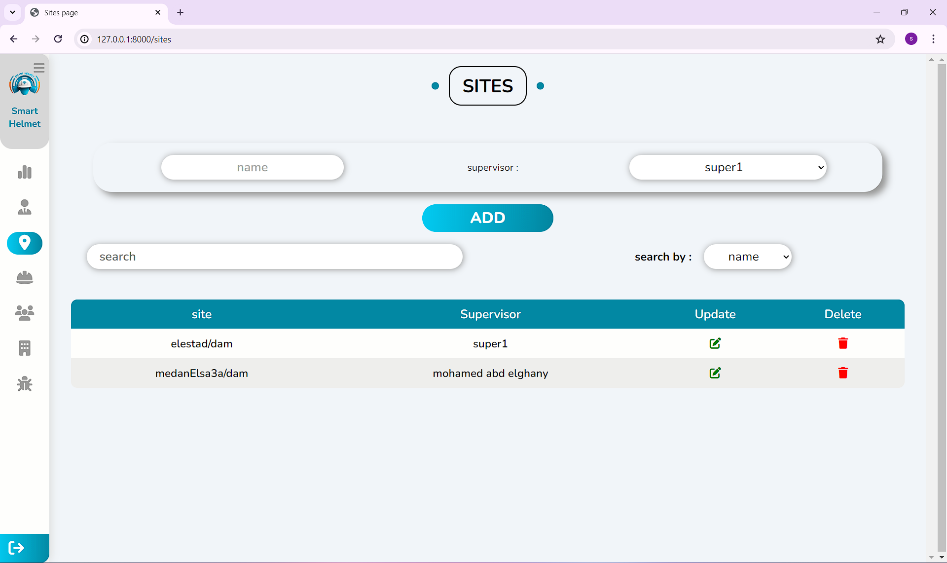 Sites page
127.0.0.1:8000/sites
S
Smart
Helmet
SITES
name supervisor : super1
ADD
search search by : name
site Supervisor Update Delete
elestad/dam super1
medanElsa3a/dam mohamed abd elghany